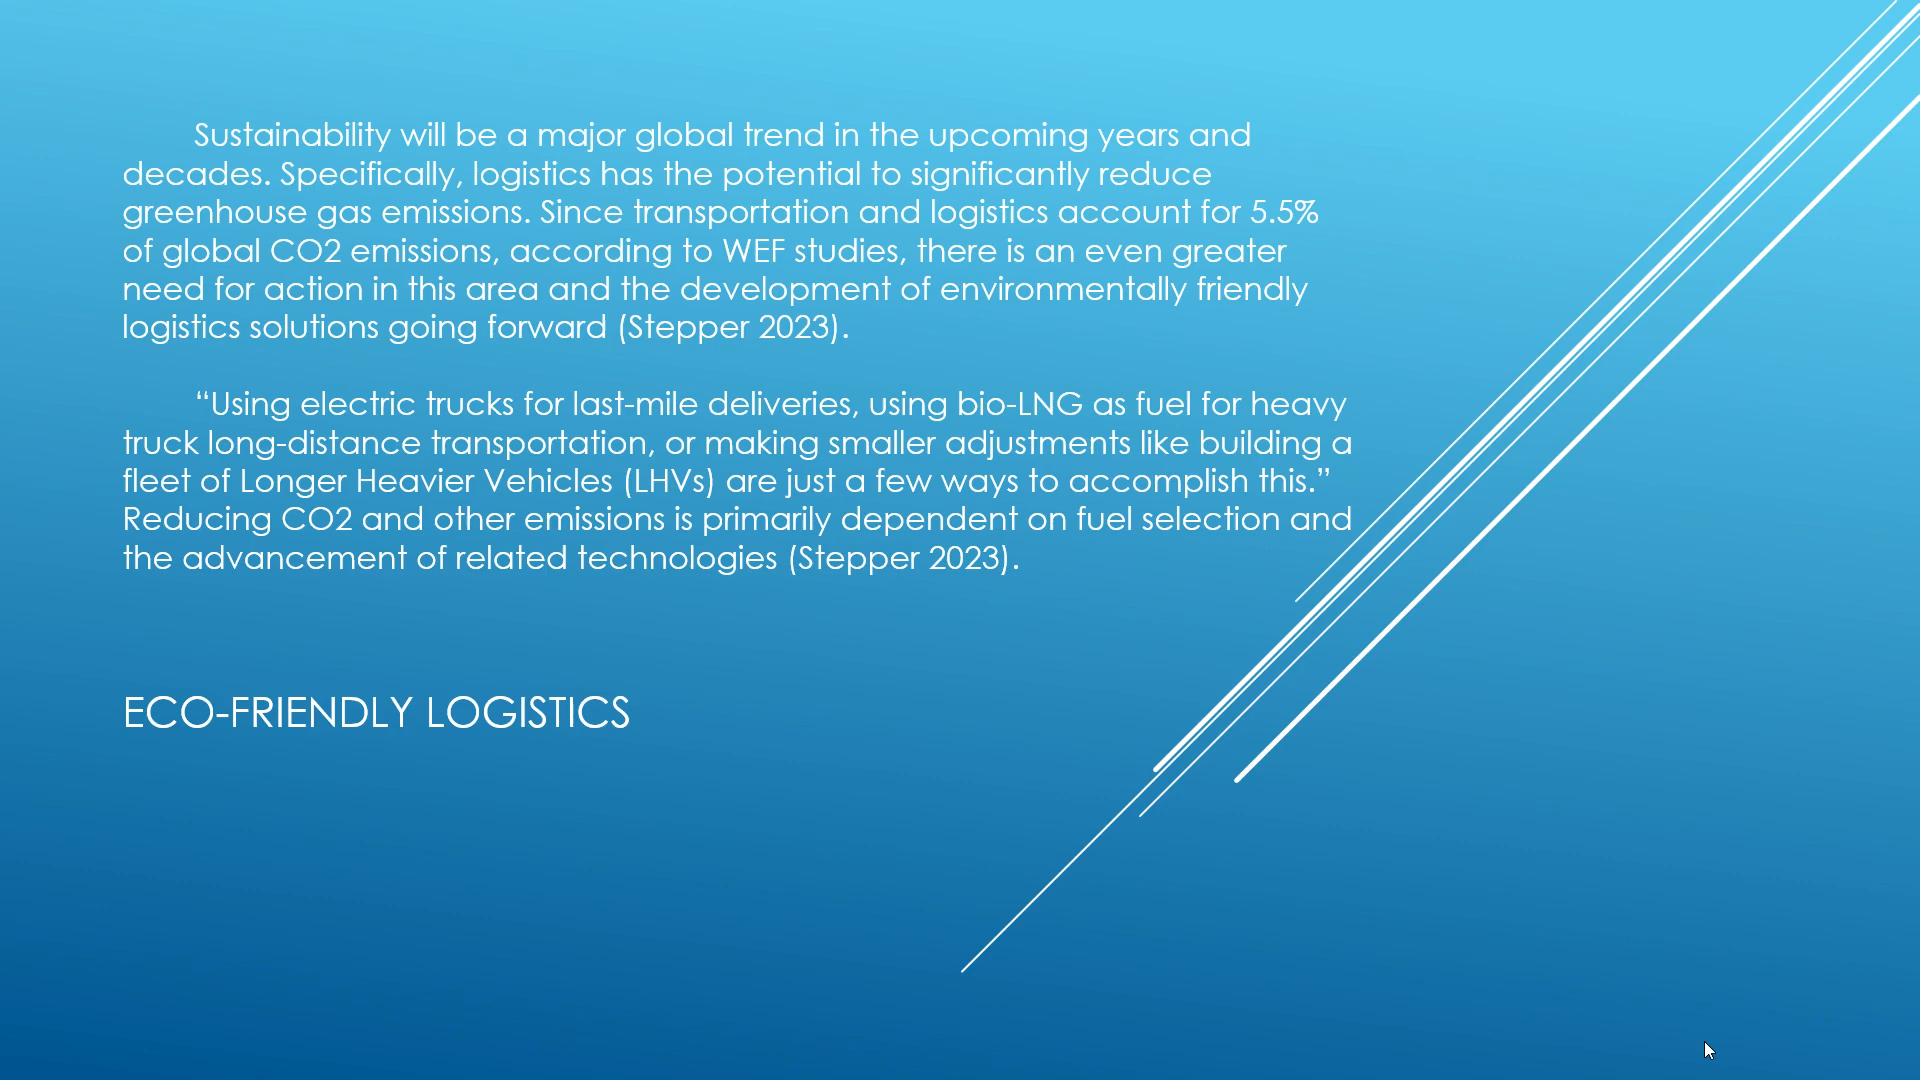 Sustainability will be a major global trend in the upcoming years and
decades. Specifically, logistics has the potential to significantly reduce
greenhouse gas emissions. Since transportation and logistics account for 5.5%
of global CO2 emissions, according to WEF studies, there is an even greater
need for action in this area and the development of environmentally friendly
logistics solutions going forward (Stepper 2023).
“Using electric trucks for last-mile deliveries, using bio-LNG as fuel for heavy
truck long-distance transportation, or making smaller adjustments like building a
fleet of Longer Heavier Vehicles (LHVs) are just a few ways to accomplish this.”
Reducing CO2 and other emissions is primarily dependent on fuel selection and
the advancement of related technologies (Stepper 2023).
ECO-FRIENDLY LOGISTICS